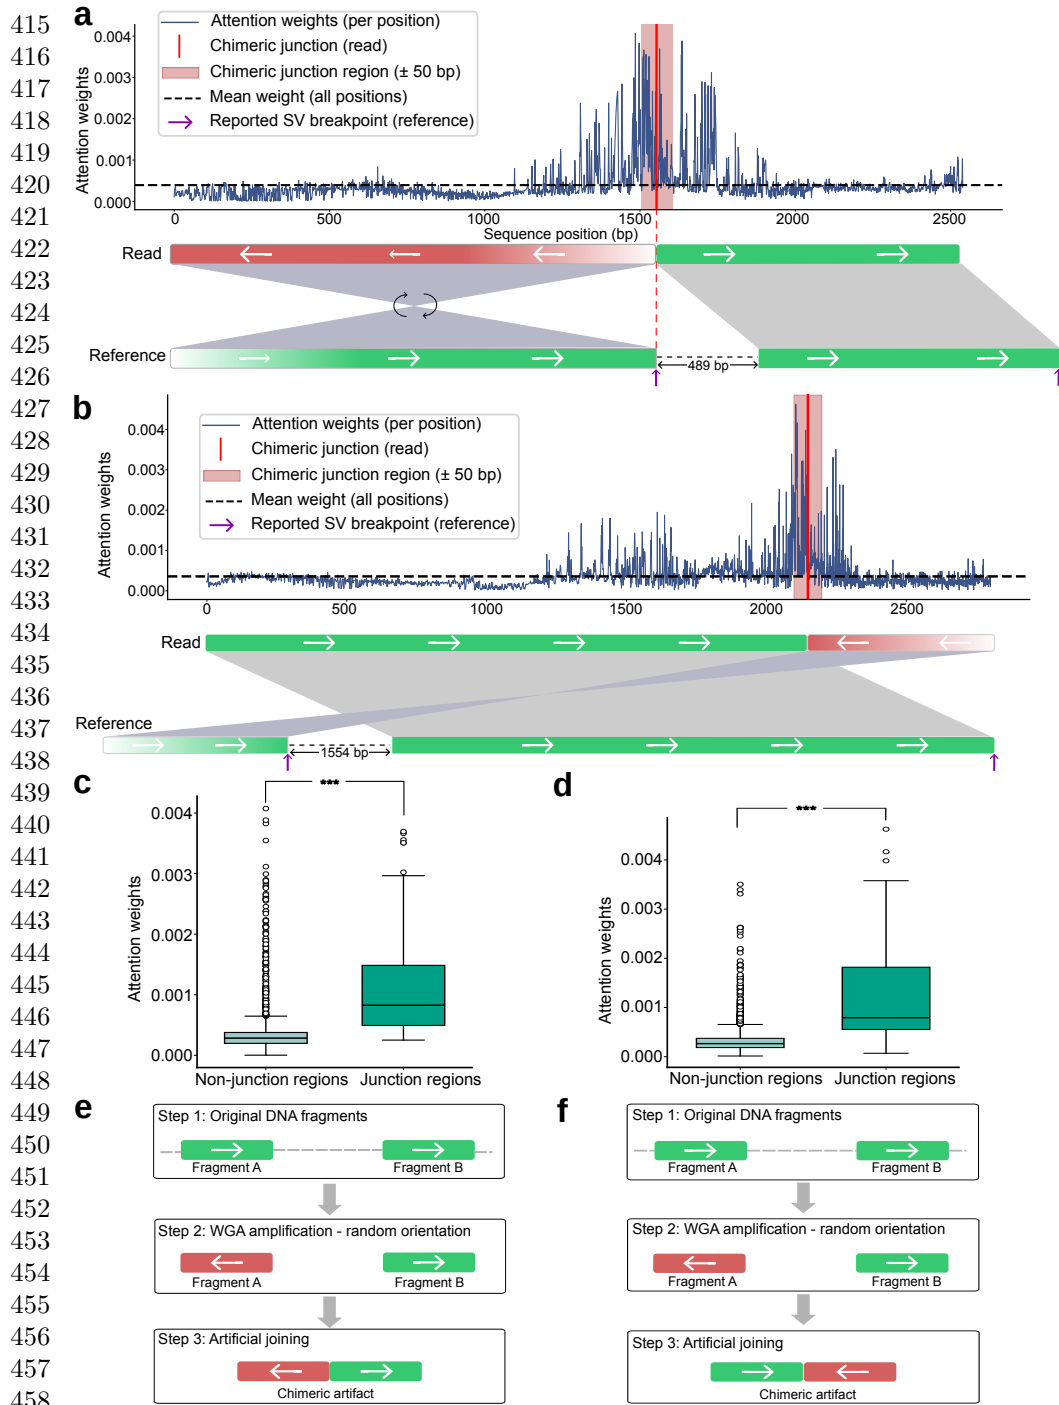 415
416
417
418
419
420
421
422
423
424
425
426
427
428
429
430
431
432
433
434
435
436
437
438
439
440
441
442
443
444
445
446
447
448
449
450
451
452
453
454
455
456
457
458
a
Attention weights (per position)
Chimeric junction (read)
Chimeric junction region (± 50 bp)
Mean weight (all positions)
Reported SV breakpoint (reference)
Attention weights
0.004
0.003
0.002
0.001
0.000
0 500 1000 1500 2000 2500
Sequence position (bp)
Read
Reference
489 bp
b
Attention weights (per position)
Chimeric junction (read)
Chimeric junction region (± 50 bp)
Mean weight (all positions)
Reported SV breakpoint (reference)
Attention weights
0.004
0.003
0.002
0.001
0.000
0 500 1000 1500 2000 2500
Read
Reference
1554 bp
c
***
Attention weights
0.004
0.003
0.002
0.001
0.000
Non-junction regions Junction regions
d
***
Attention weights
0.004
0.003
0.002
0.001
0.000
Non-junction regions Junction regions
e
Step 1: Original DNA fragments
Fragment A Fragment B
Step 2: WGA amplification - random orientation
Fragment A Fragment B
Step 3: Artificial joining
Chimeric artifact
f
Step 1: Original DNA fragments
Fragment A Fragment B
Step 2: WGA amplification - random orientation
Fragment A Fragment B
Step 3: Artificial joining
Chimeric artifact